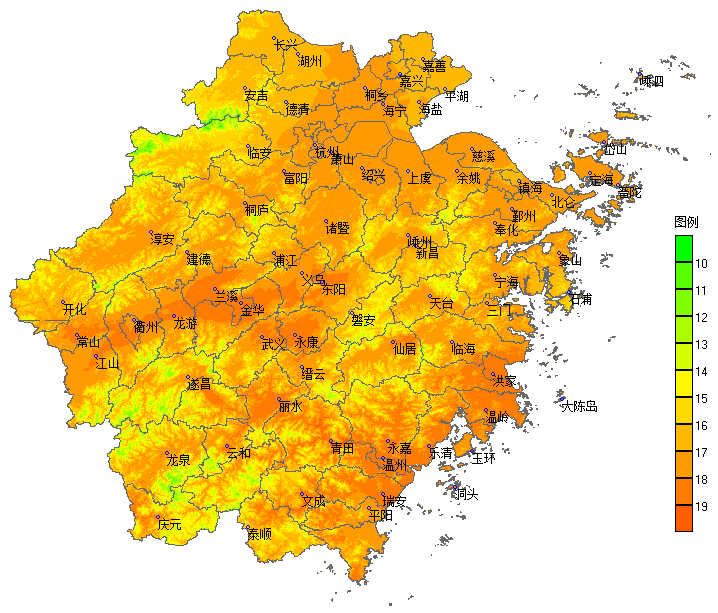 长兴
湖州
嘉善
嘉兴
嵊泗
安吉
桐乡
平湖
德清
海宁
海盐
岱山
杭州
临安
萧山
慈溪
富阳
绍兴
上虞
余姚
定海
镇海
普陀
桐庐
北仑
鄞州
诸暨
奉化
淳安
嵊州
新昌
建德
浦江
象山
义乌
东阳
宁海
兰溪
石浦
开化
金华
天台
三门
衢州
龙游
磐安
常山
武义
永康
仙居
临海
江山
遂昌
缙云
洪家
丽水
大陈岛
温岭
龙泉
云和
青田
永嘉
乐清
玉环
温州
洞头
文成
瑞安
平阳
庆元
泰顺
图例
10
11
12
13
14
15
16
17
18
19